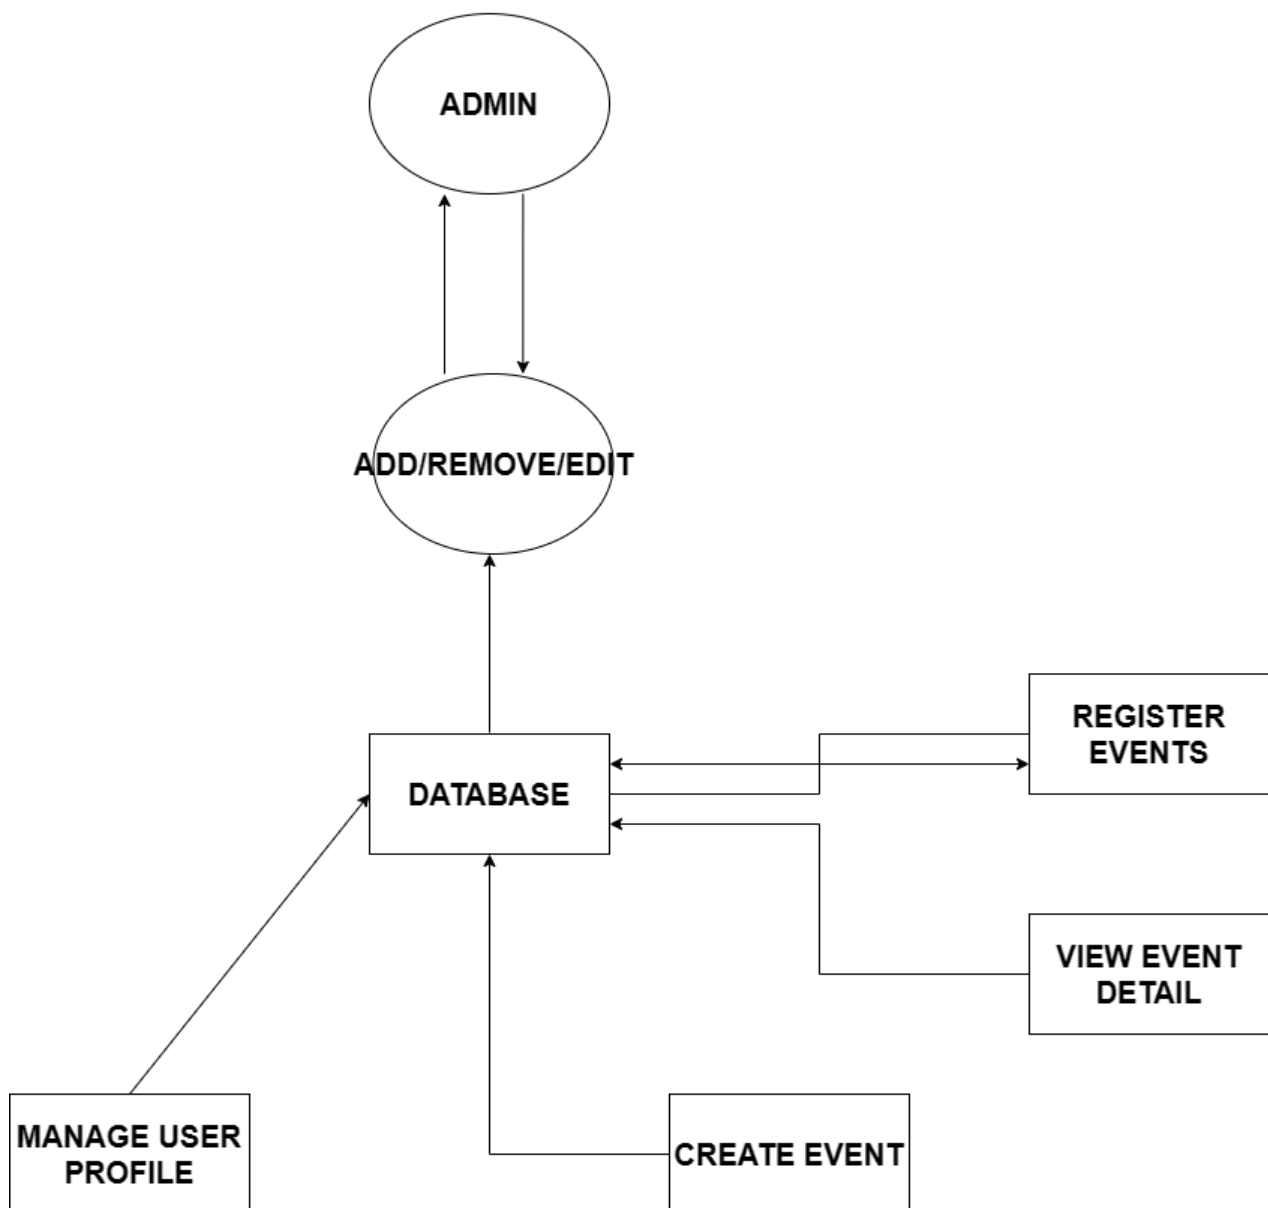 ADMIN
ADD/REMOVE/EDIT
REGISTER
EVENTS
DATABASE
VIEW EVENT
DETAIL
MANAGE USER
PROFILE
CREATE EVENT